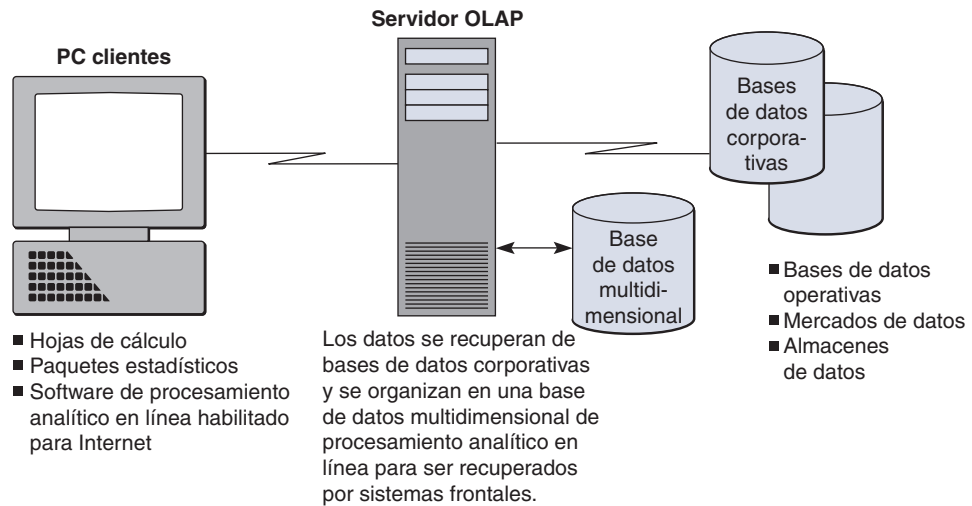 Servidor OLAP
PC clientes
Bases
de datos
corpora-
tivas
Base
de datos
multidi-
mensional
■ Hojas de cálculo
■ Paquetes estadísticos
■ Software de procesamiento
analítico en línea habilitado
para Internet
Los datos se recuperan de
bases de datos corporativas
y se organizan en una base
de datos multidimensional de
procesamiento analítico en
línea para ser recuperados
por sistemas frontales.
■ Bases de datos
operativas
■ Mercados de datos
■ Almacenes
de datos